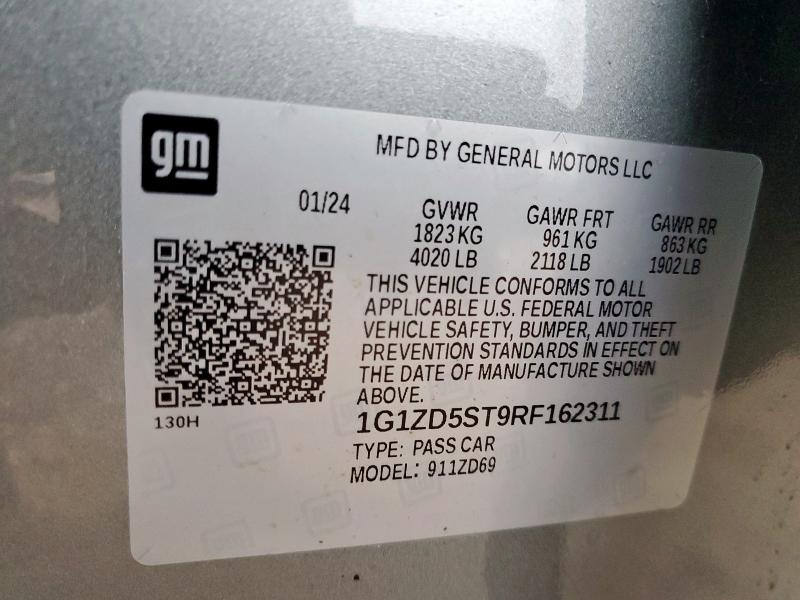 gm
MFD BY GENERAL MOTORS LLC
01/24
GVWR GAWR FRT GAWR RR
1823 KG 961 KG 863 KG
4020 LB 2118 LB 1902 LB
THIS VEHICLE CONFORMS TO ALL
APPLICABLE U.S. FEDERAL MOTOR
VEHICLE SAFETY, BUMPER, AND THEFT
PREVENTION STANDARDS IN EFFECT ON
THE DATE OF MANUFACTURE SHOWN
ABOVE.
130H
1G1ZD5ST9RF162311
TYPE: PASS CAR
MODEL: 911ZD69